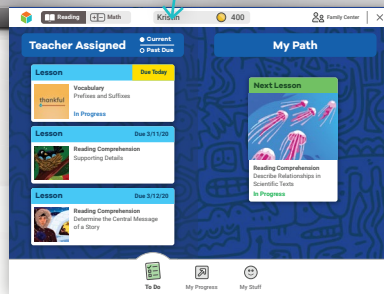 Reading
Math
Kristin
400
Family Center
Teacher Assigned
Current
Past Due
My Path
Lesson
Due Today
thankful
Vocabulary
Prefixes and Suffixes
In Progress
Lesson
Due 3/11/20
Reading Comprehension
Supporting Details
Lesson
Due 3/12/20
Reading Comprehension
Determine the Central Message
of a Story
Next Lesson
Reading Comprehension
Describe Relationships in
Scientific Texts
In Progress
To Do
My Progress
My Stuff